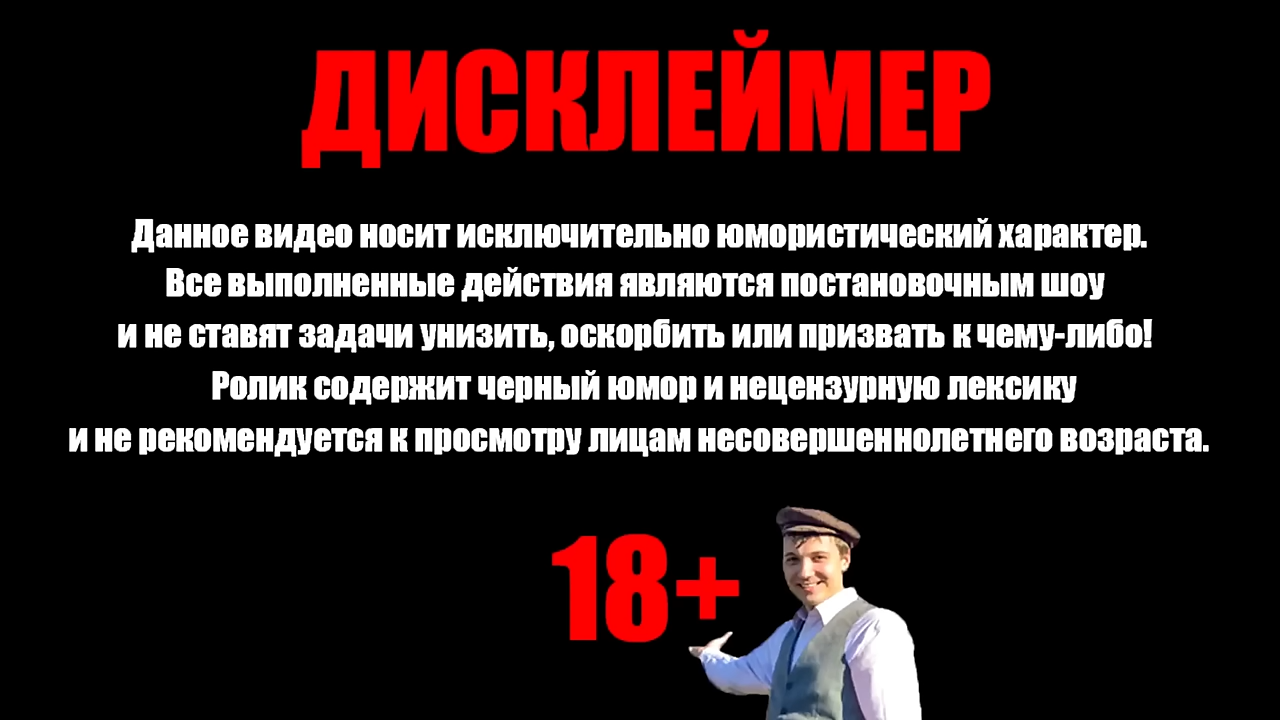 ДИСКЛЕЙМЕР
Данное видео носит исключительно юмористический характер.
Все выполненные действия являются постановочным шоу
и не ставят задачи унизить, оскорбить или призвать к чему-либо!
Ролик содержит черный юмор и нецензурную лексику
и не рекомендуется к просмотру лицам несовершеннолетнего возраста.
18+